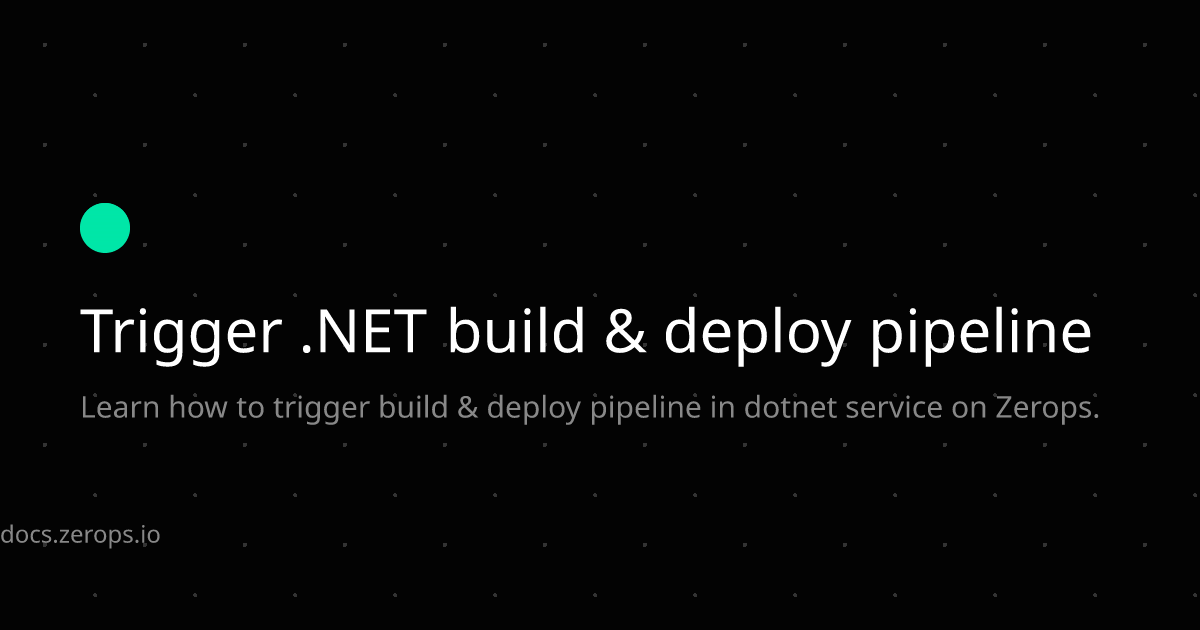 Trigger .NET build & deploy pipeline
Learn how to trigger build & deploy pipeline in dotnet service on Zerops.
docs.zerops.io